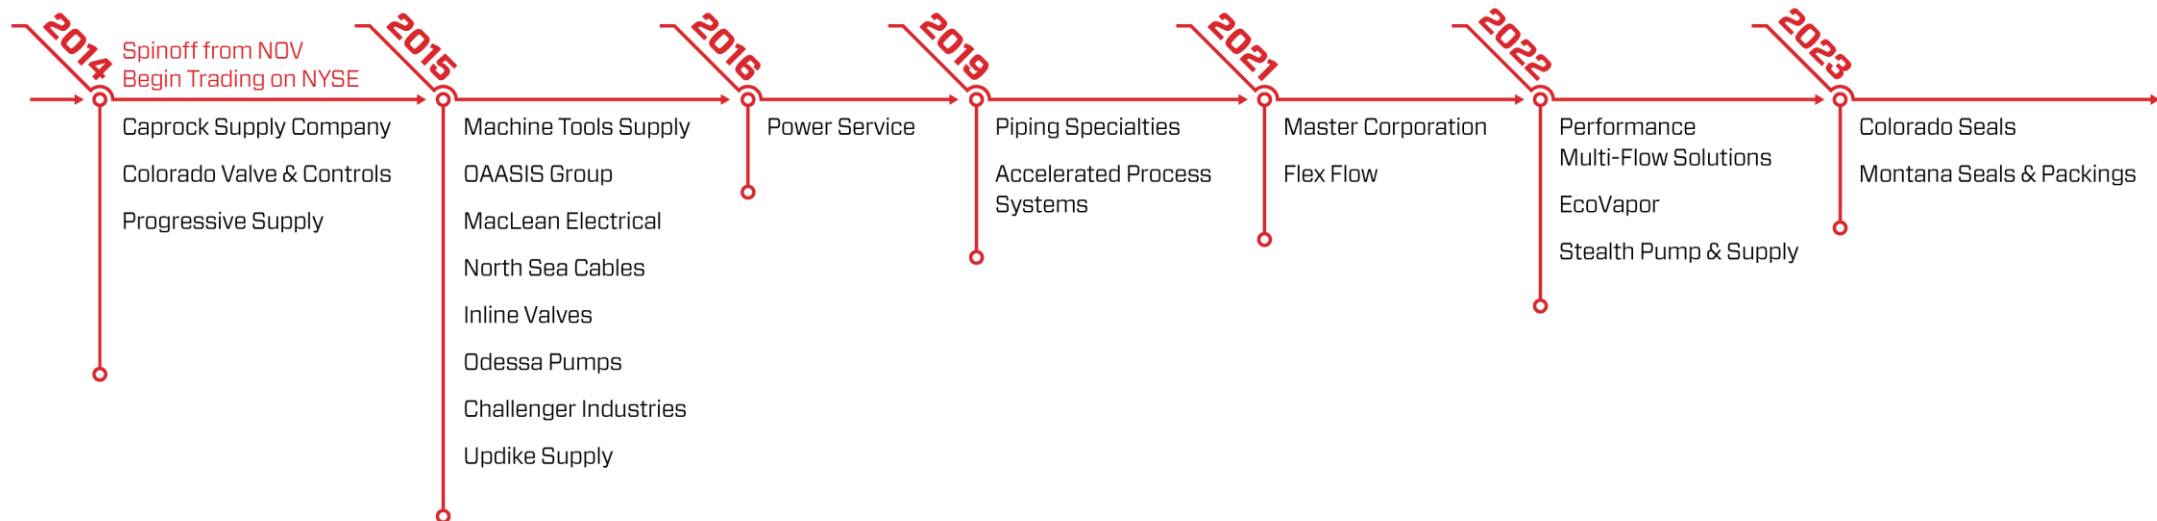 2014
Spinoff from NOV
Begin Trading on NYSE
Caprock Supply Company
Colorado Valve & Controls
Progressive Supply
2015
Machine Tools Supply
OAASIS Group
MacLean Electrical
North Sea Cables
Inline Valves
Odessa Pumps
Challenger Industries
Updike Supply
2016
Power Service
2019
Piping Specialties
Accelerated Process
Systems
2021
Master Corporation
Flex Flow
2022
Performance
Multi-Flow Solutions
EcoVapor
Stealth Pump & Supply
2023
Colorado Seals
Montana Seals & Packings